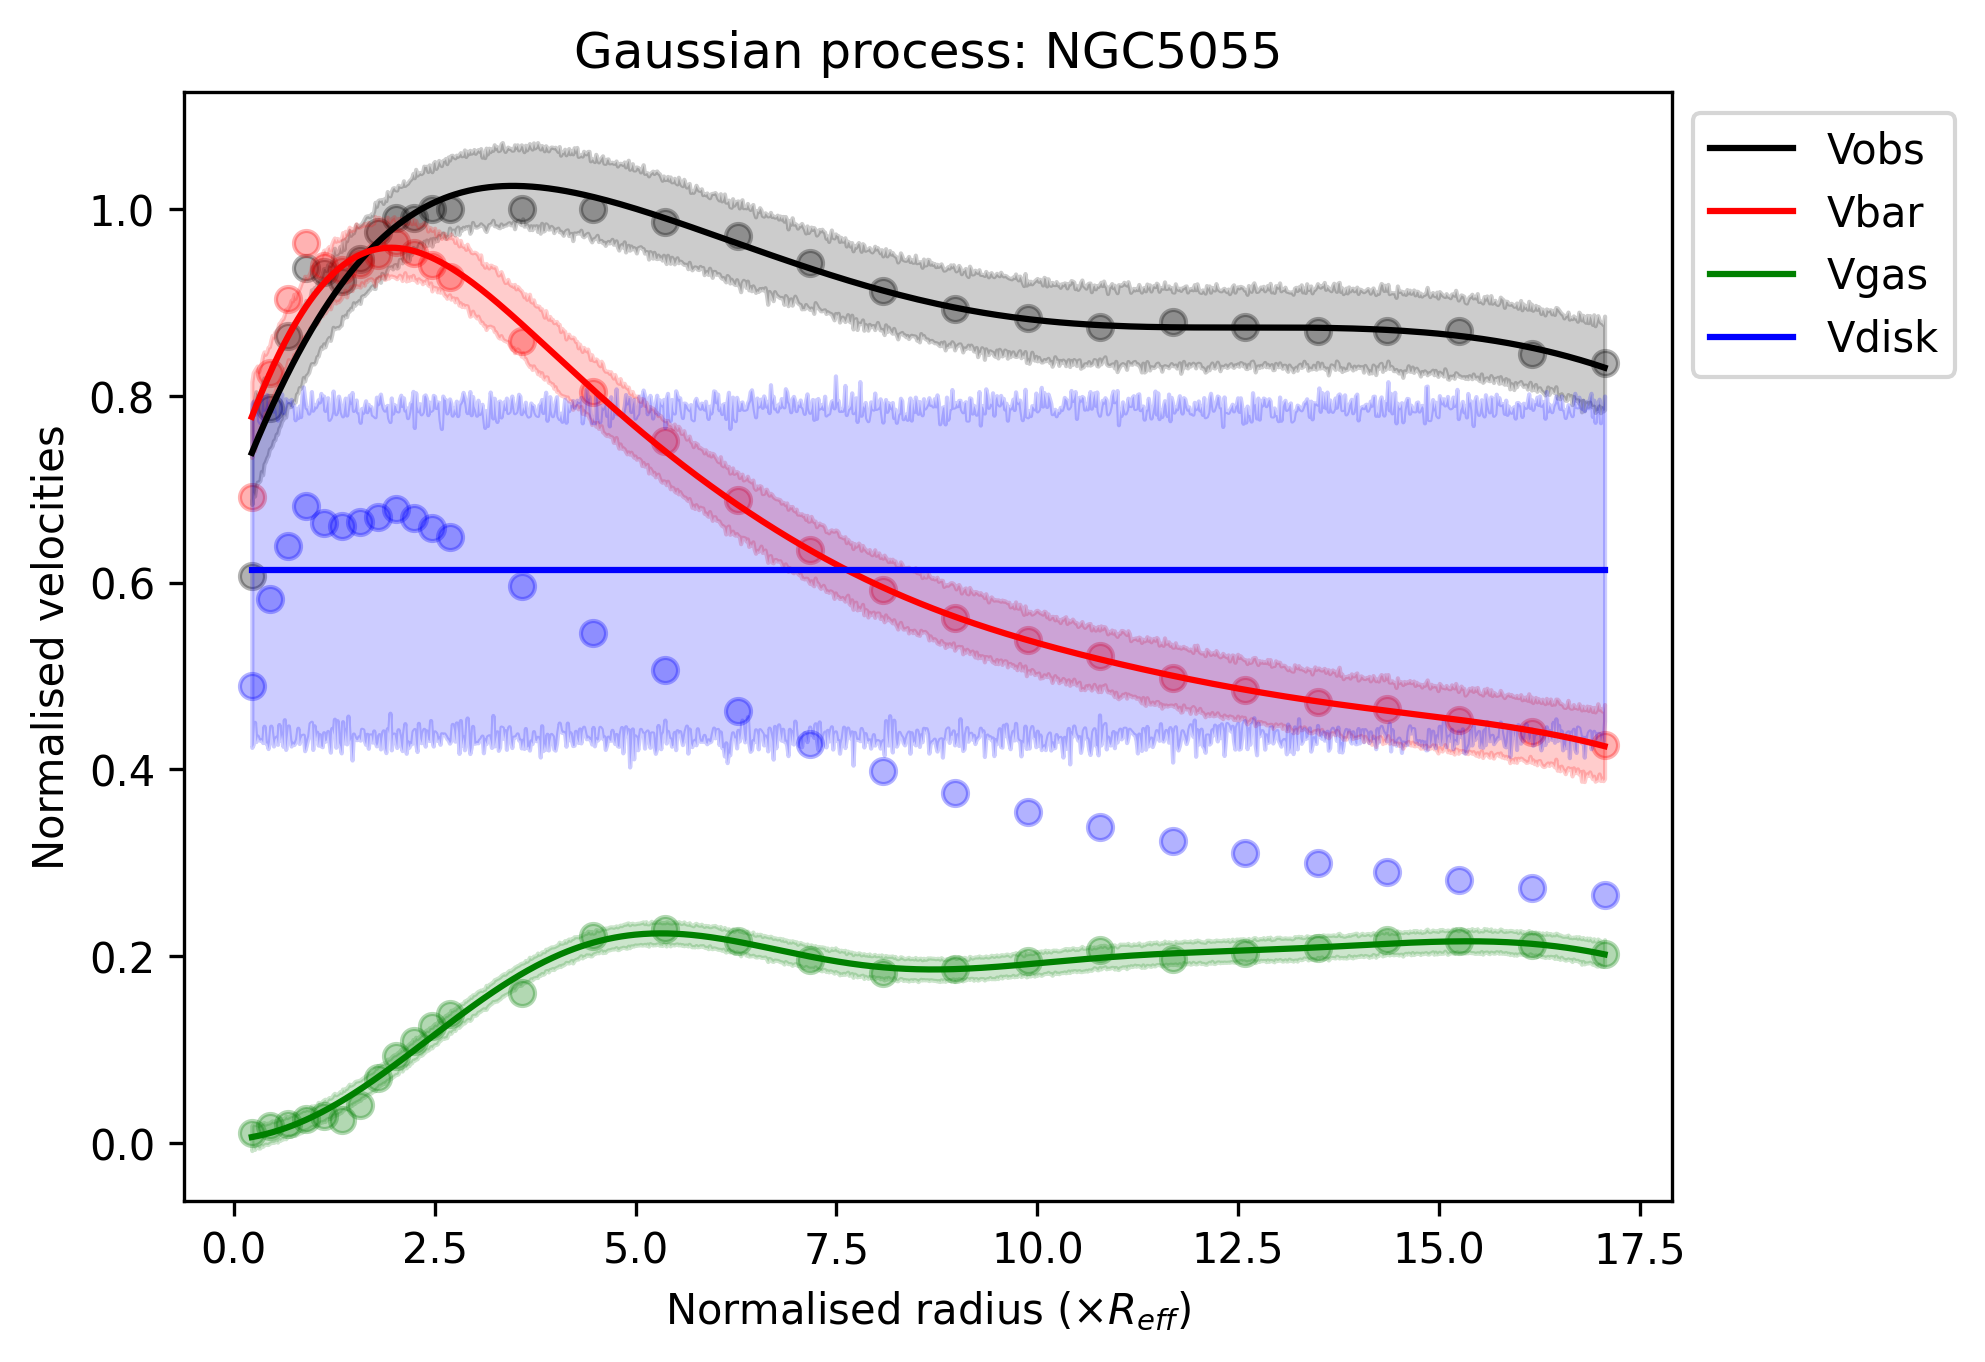 Gaussian process: NGC5055
Vobs
Vbar
Vgas
Vdisk
Normalised velocities
1.0
0.8
0.6
0.4
0.2
0.0
0.0 2.5 5.0 7.5 10.0 12.5 15.0 17.5
Normalised radius (×R_eff)